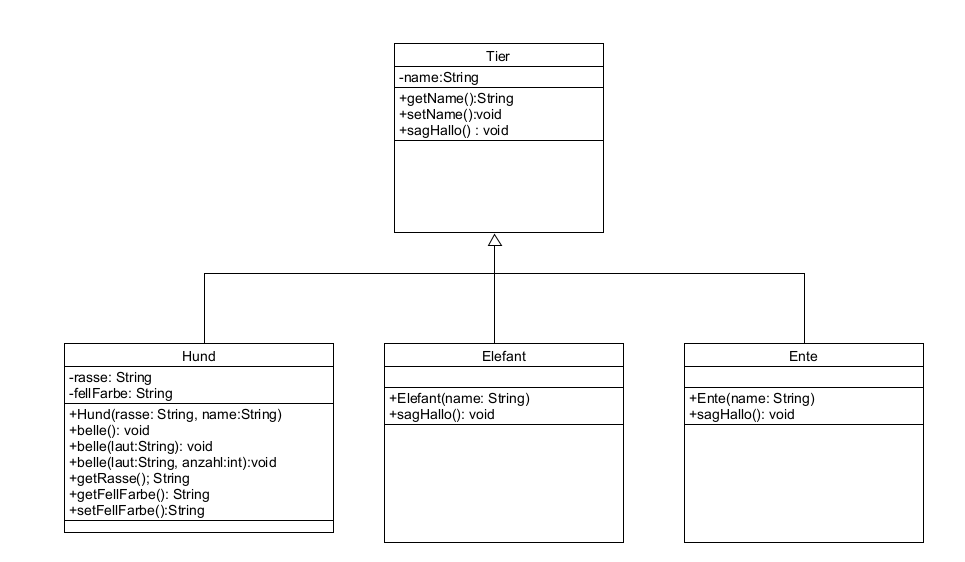 Tier
-name:String
+getName():String
+setName():void
+sagHallo() : void
Hund
-rasse: String
-fellFarbe: String
+Hund(rasse: String, name:String)
+belle(): void
+belle(laut:String): void
+belle(laut:String, anzahl:int):void
+getRasse(); String
+getFellFarbe(): String
+setFellFarbe():String
Elefant
+Elefant(name: String)
+sagHallo(): void
Ente
+Ente(name: String)
+sagHallo(): void